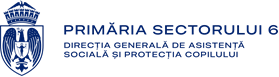 PRIMĂRIA SECTORULUI 6
DIRECȚIA GENERALĂ DE ASISTENȚĂ
SOCIALĂ ȘI PROTECȚIA COPILULUI